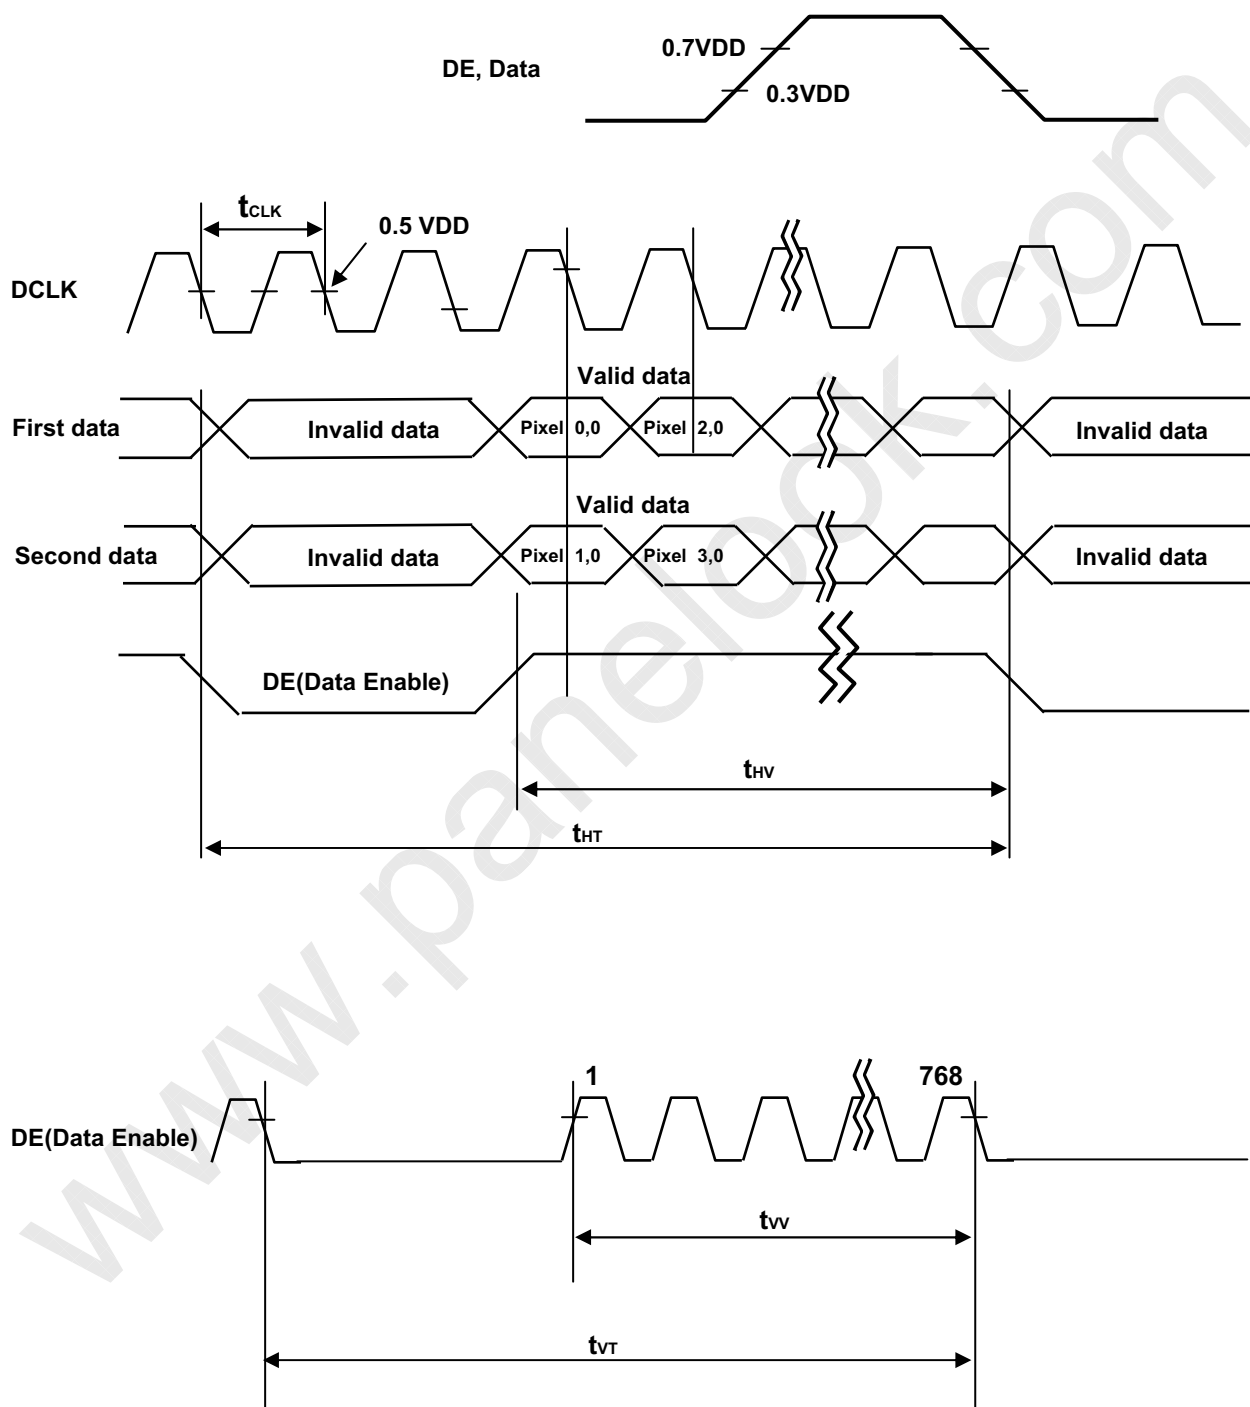 0.7VDD
DE, Data
0.3VDD
tCLK
0.5 VDD
DCLK
Valid data
First data
Invalid data
Pixel 0,0
Pixel 2,0
Invalid data
Valid data
Second data
Invalid data
Pixel 1,0
Pixel 3,0
Invalid data
DE(Data Enable)
tHV
tHT
1
768
DE(Data Enable)
tVV
tVT
www.panelook.com